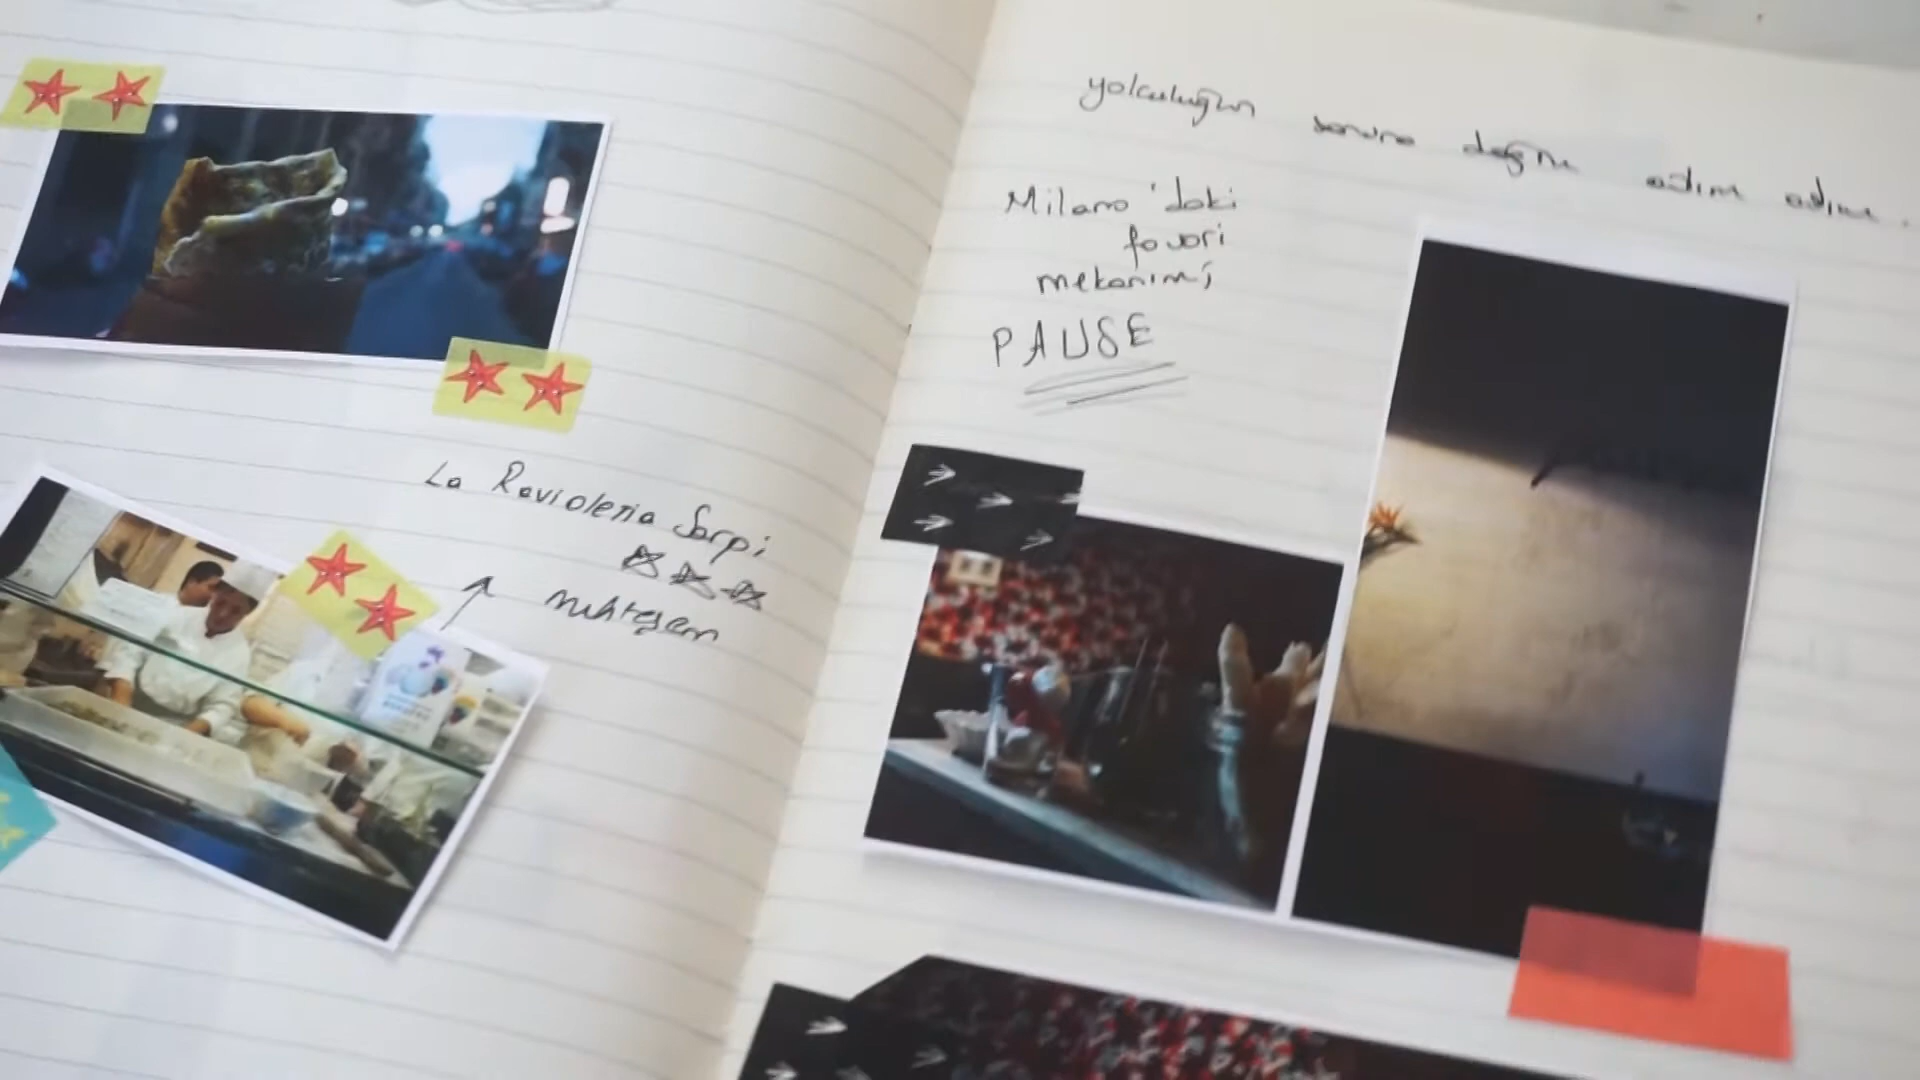 La Ravioleria Sarpi
muhteşem
yolculuğun sonuna doğru adım adım.
Milano'daki
favori
mekanım;
PAUSE